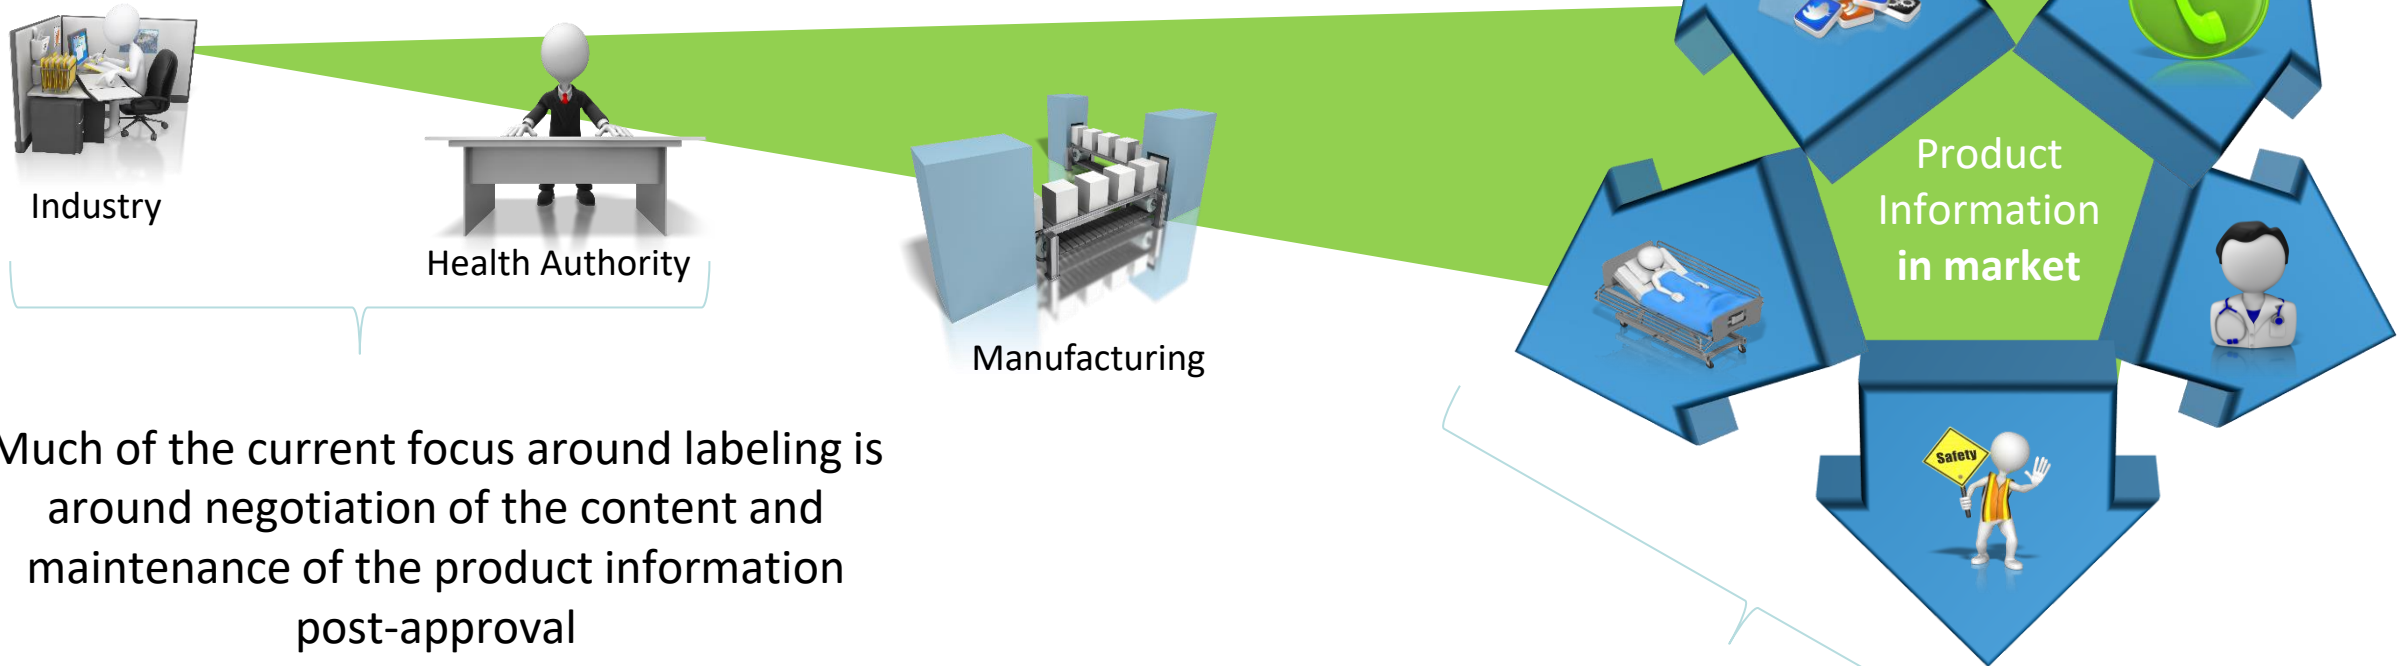 Industry
Health Authority
Manufacturing
Product
Information
in market
Safety
Much of the current focus around labeling is
around negotiation of the content and
maintenance of the product information
post-approval